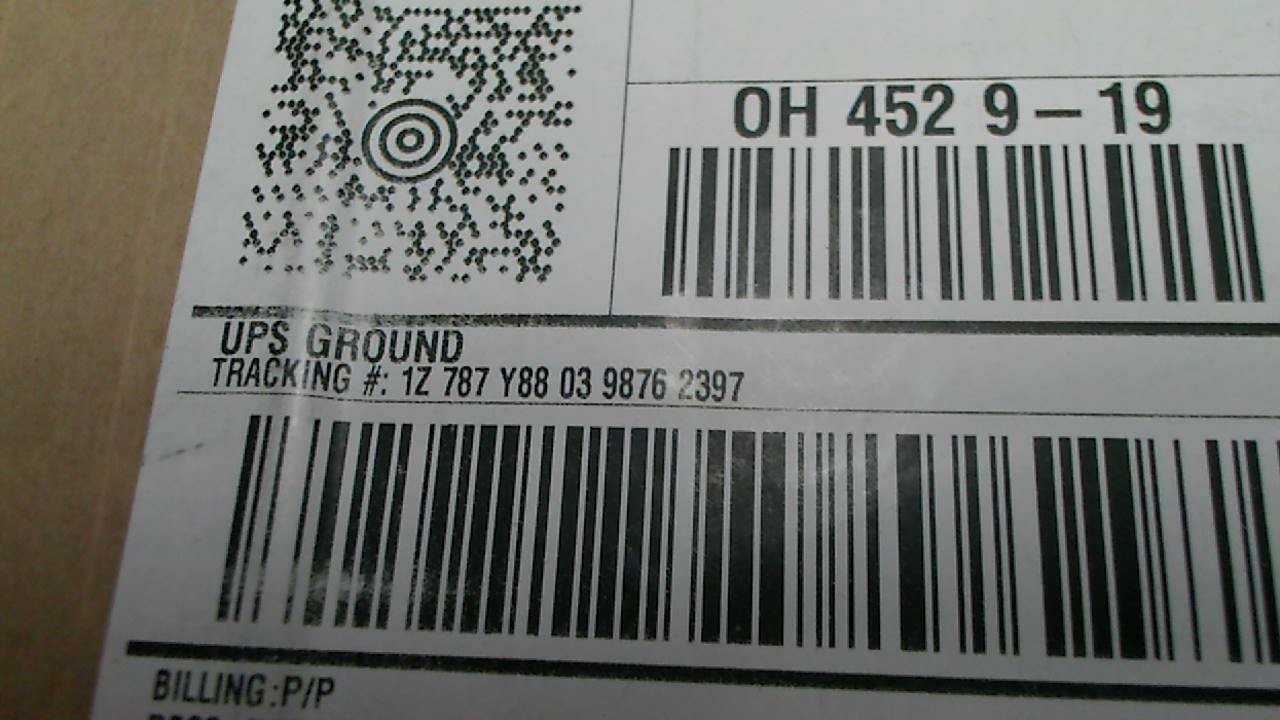 OH 452 9 – 19
UPS GROUND
TRACKING #: 1Z 787 Y88 03 9876 2397
BILLING:P/P